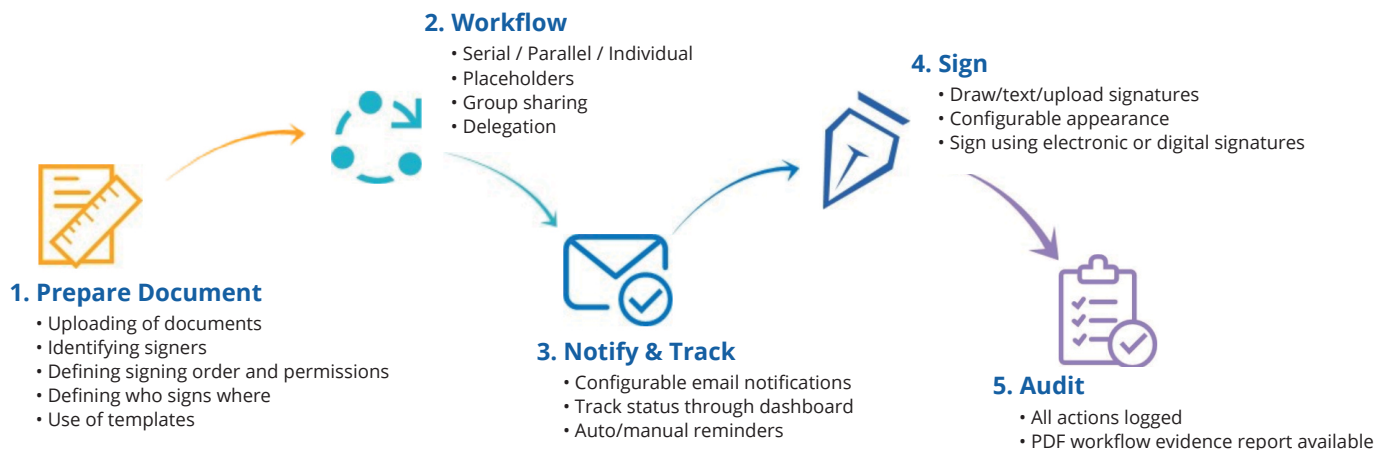 1. Prepare Document
• Uploading of documents
• Identifying signers
• Defining signing order and permissions
• Defining who signs where
• Use of templates
2. Workflow
• Serial / Parallel / Individual
• Placeholders
• Group sharing
• Delegation
3. Notify & Track
• Configurable email notifications
• Track status through dashboard
• Auto/manual reminders
4. Sign
• Draw/text/upload signatures
• Configurable appearance
• Sign using electronic or digital signatures
5. Audit
• All actions logged
• PDF workflow evidence report available